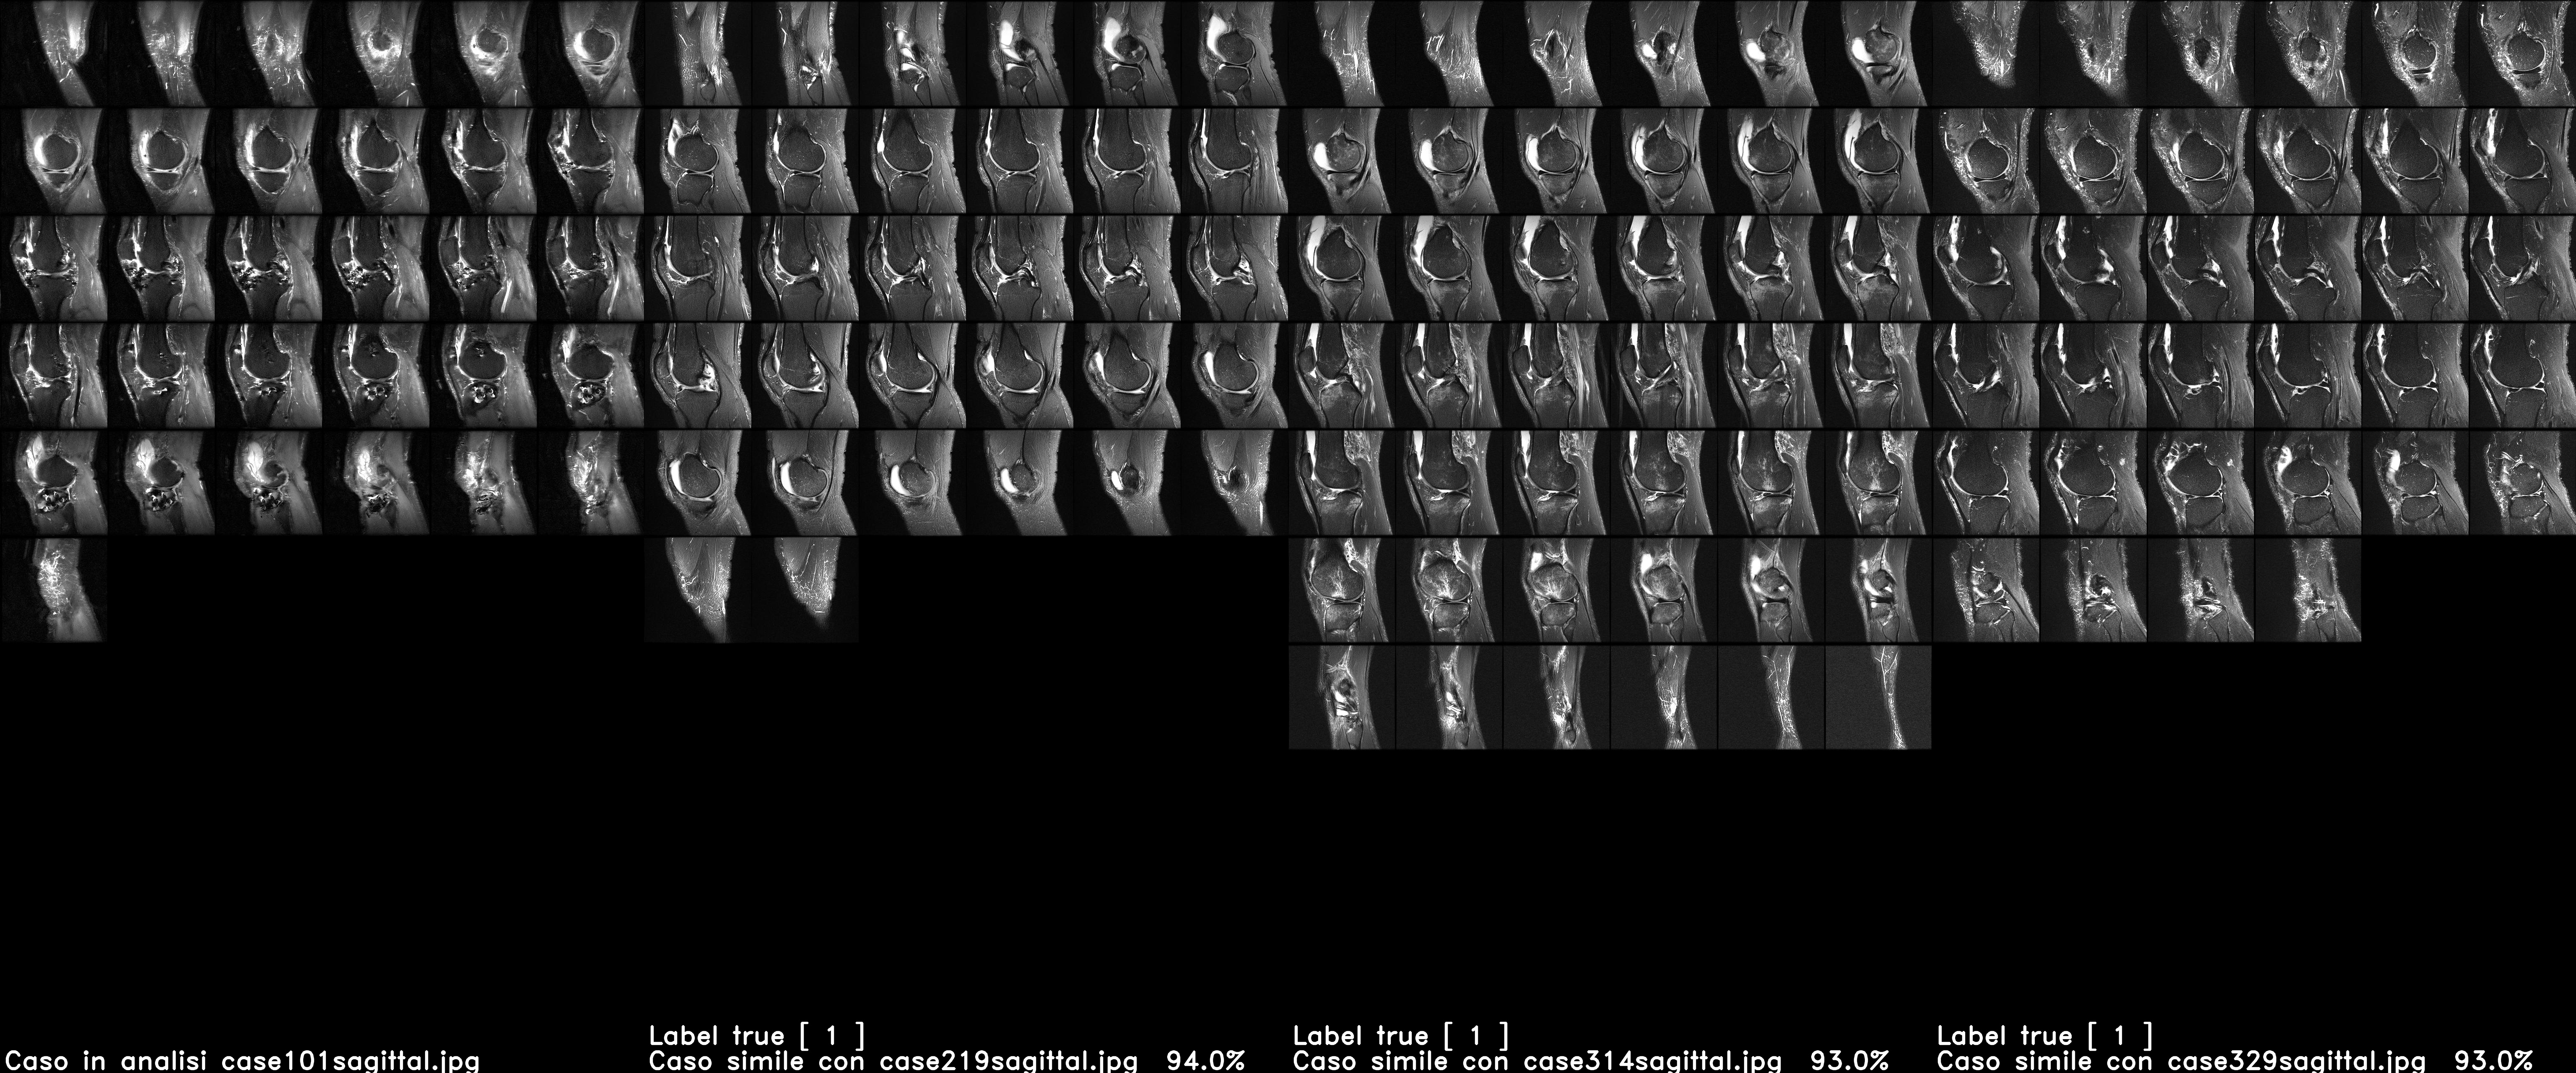 Caso in analisi case101sagittal.jpg
Label true [ 1 ]
Caso simile con case219sagittal.jpg 94.0%
Label true [ 1 ]
Caso simile con case314sagittal.jpg 93.0%
Label true [ 1 ]
Caso simile con case329sagittal.jpg 93.0%